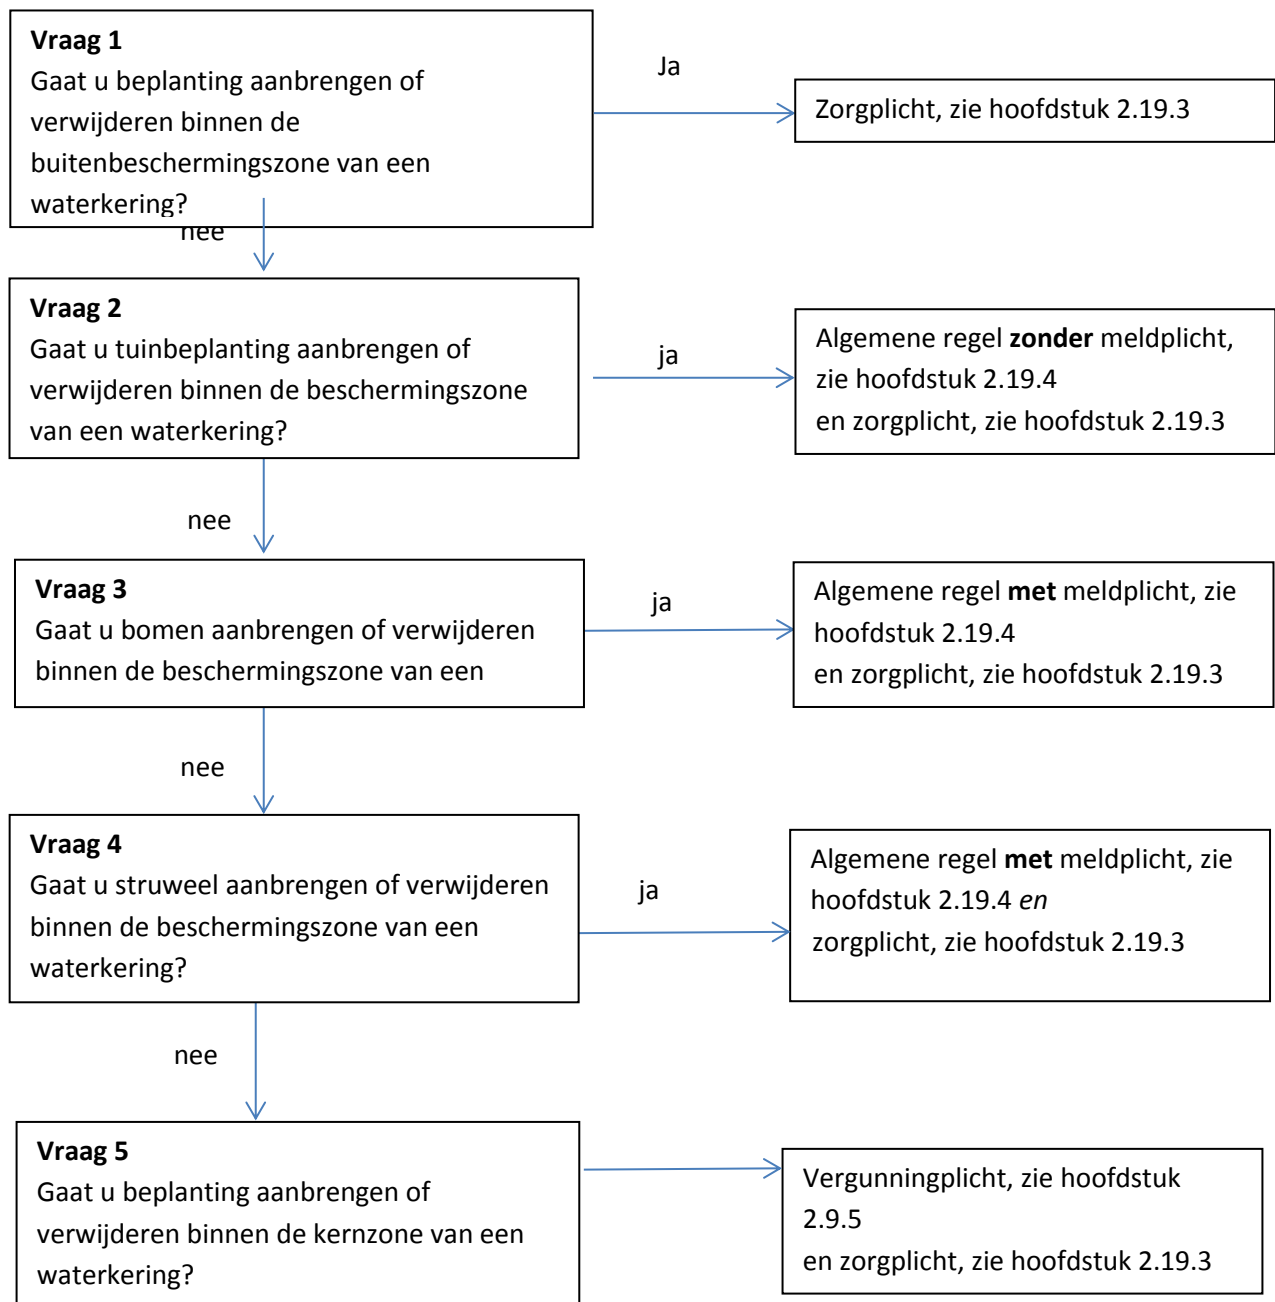 Vraag 1
Gaat u beplanting aanbrengen of
verwijderen binnen de
buitenbeschermingszone van een
waterkering?
Ja
Zorgplicht, zie hoofdstuk 2.19.3
nee
Vraag 2
Gaat u tuinbeplanting aanbrengen of
verwijderen binnen de beschermingszone
van een waterkering?
ja
Algemene regel zonder meldplicht,
zie hoofdstuk 2.19.4
en zorgplicht, zie hoofdstuk 2.19.3
nee
Vraag 3
Gaat u bomen aanbrengen of verwijderen
binnen de beschermingszone van een
ja
Algemene regel met meldplicht, zie
hoofdstuk 2.19.4
en zorgplicht, zie hoofdstuk 2.19.3
nee
Vraag 4
Gaat u struweel aanbrengen of verwijderen
binnen de beschermingszone van een
waterkering?
ja
Algemene regel met meldplicht, zie
hoofdstuk 2.19.4 en
zorgplicht, zie hoofdstuk 2.19.3
nee
Vraag 5
Gaat u beplanting aanbrengen of
verwijderen binnen de kernzone van een
waterkering?
Vergunningplicht, zie hoofdstuk
2.9.5
en zorgplicht, zie hoofdstuk 2.19.3